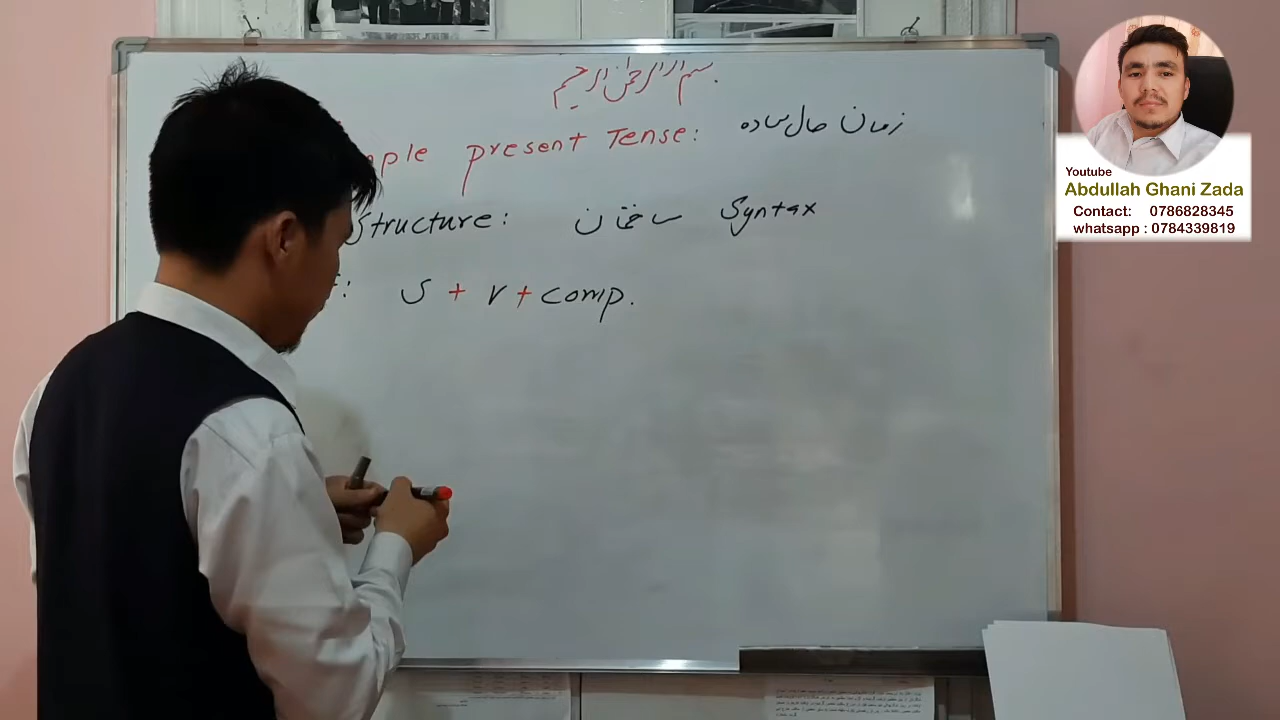 بسم الله الرحمن الرحیم
mple present Tense: زمان حال ساده
Structure: ساختمان Syntax
: S + V + comp.
Youtube
Abdullah Ghani Zada
Contact: 0786828345
whatsapp : 0784339819